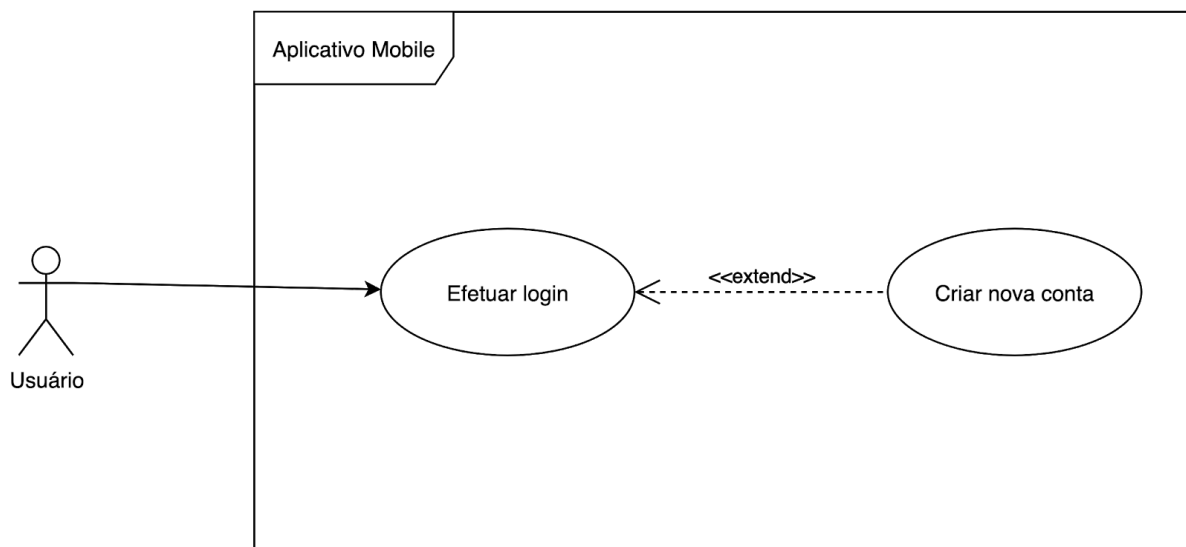 Aplicativo Mobile
Efetuar login
<<extend>>
Criar nova conta
Usuário